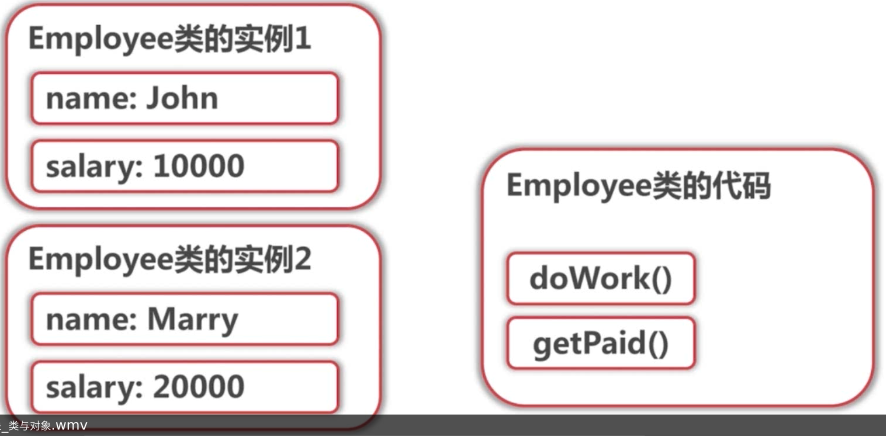 Employee类的实例1
name: John
salary: 10000
Employee类的实例2
name: Marry
salary: 20000
Employee类的代码
doWork()
getPaid()
_类与对象.wmv